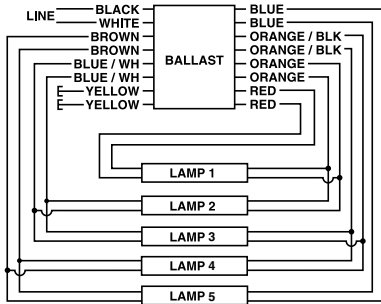 LINE
BLACK
WHITE
BROWN
BROWN
BLUE / WH
BLUE / WH
YELLOW
YELLOW
BALLAST
BLUE
BLUE
ORANGE / BLK
ORANGE / BLK
ORANGE
ORANGE
RED
RED
LAMP 1
LAMP 2
LAMP 3
LAMP 4
LAMP 5